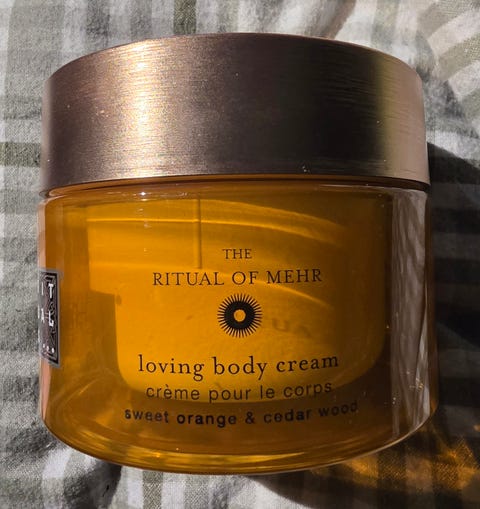 THE
RITUAL OF MEHR
loving body cream
crème pour le corps
sweet orange & cedar wood